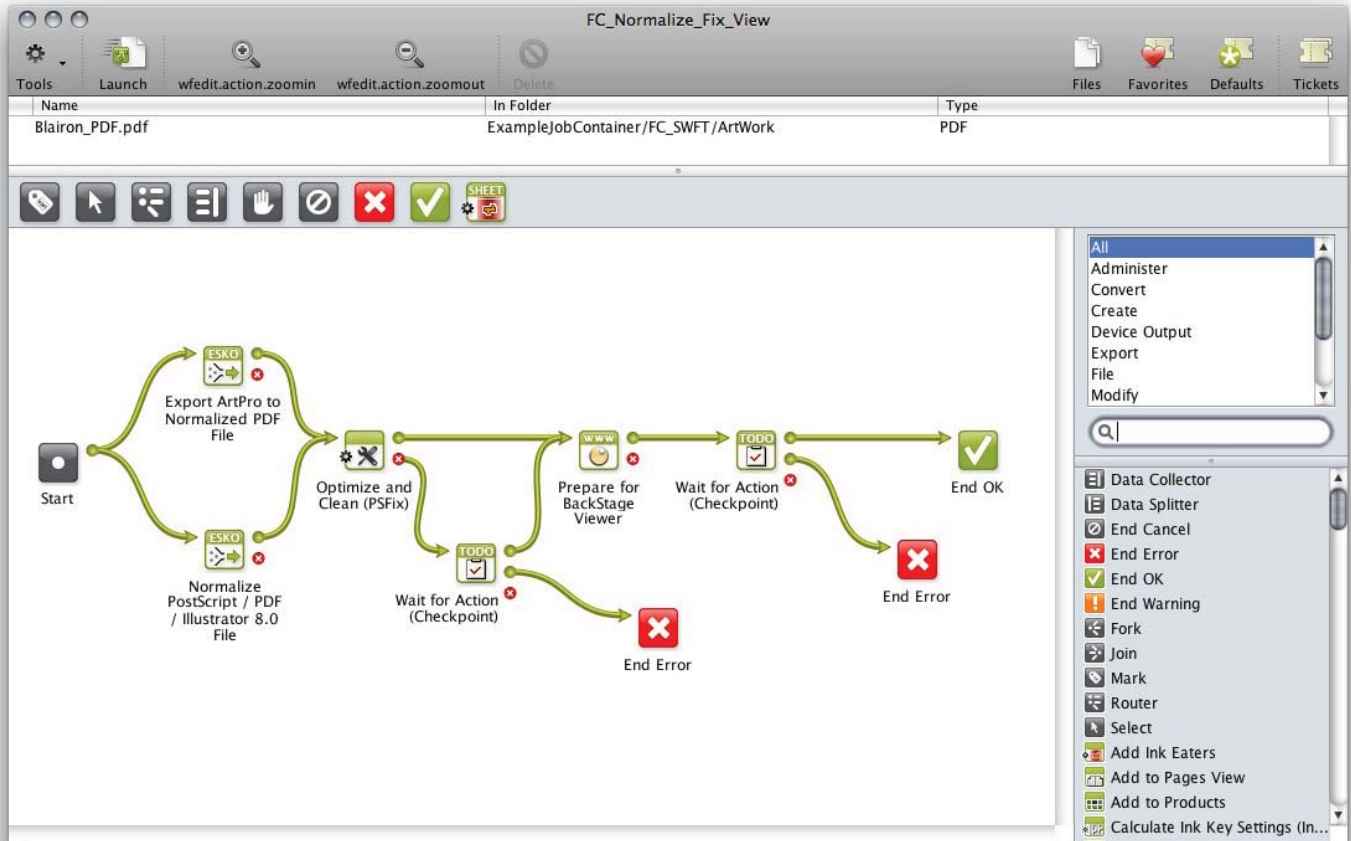 FC_Normalize_Fix_View
Tools
Launch
wfedit.action.zoomin
wfedit.action.zoomout
Delete
Files
Favorites
Defaults
Tickets
Name
In Folder
Type
Blairon_PDF.pdf
ExampleJobContainer/FC_SWFT/ArtWork
PDF
SHEET
Start
ESKO
Export ArtPro to
Normalized PDF
File
ESKO
Normalize
PostScript / PDF
/ Illustrator 8.0
File
Optimize and
Clean (PSFix)
TODO
Wait for Action
(Checkpoint)
End Error
WWW
Prepare for
BackStage
Viewer
TODO
Wait for Action
(Checkpoint)
End OK
End Error
All
Administer
Convert
Create
Device Output
Export
File
Modify
Data Collector
Data Splitter
End Cancel
End Error
End OK
End Warning
Fork
Join
Mark
Router
Select
Add Ink Eaters
Add to Pages View
Add to Products
Calculate Ink Key Settings (In...